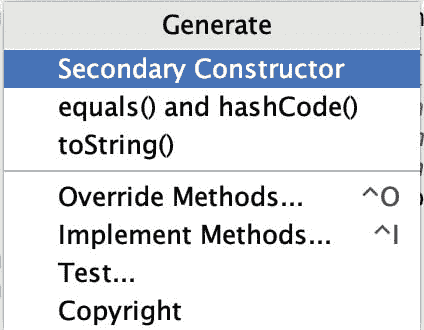 Generate
Secondary Constructor
equals() and hashCode()
toString()
Override Methods... ^O
Implement Methods... ^I
Test...
Copyright